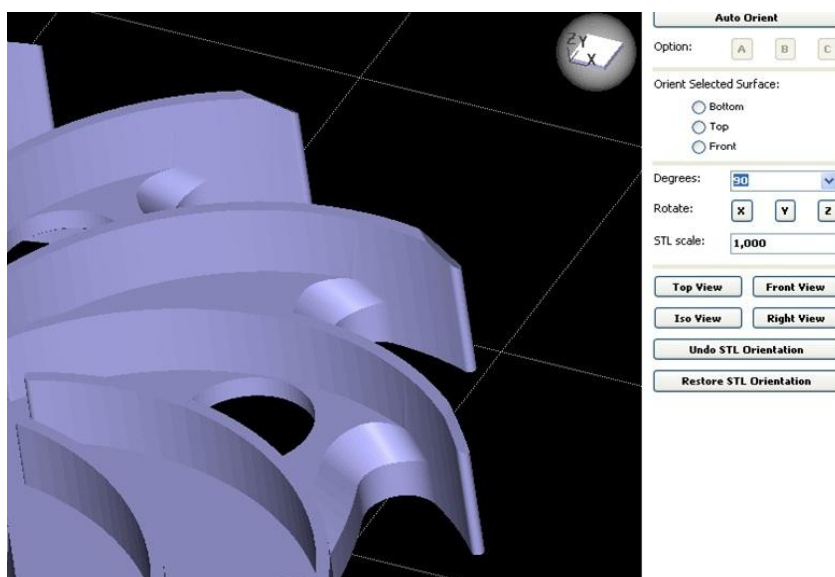 Z Y
X
Auto Orient
Option: A B C
Orient Selected Surface:
Bottom
Top
Front
Degrees: 90
Rotate: X Y Z
STL scale: 1,000
Top View Front View
Iso View Right View
Undo STL Orientation
Restore STL Orientation